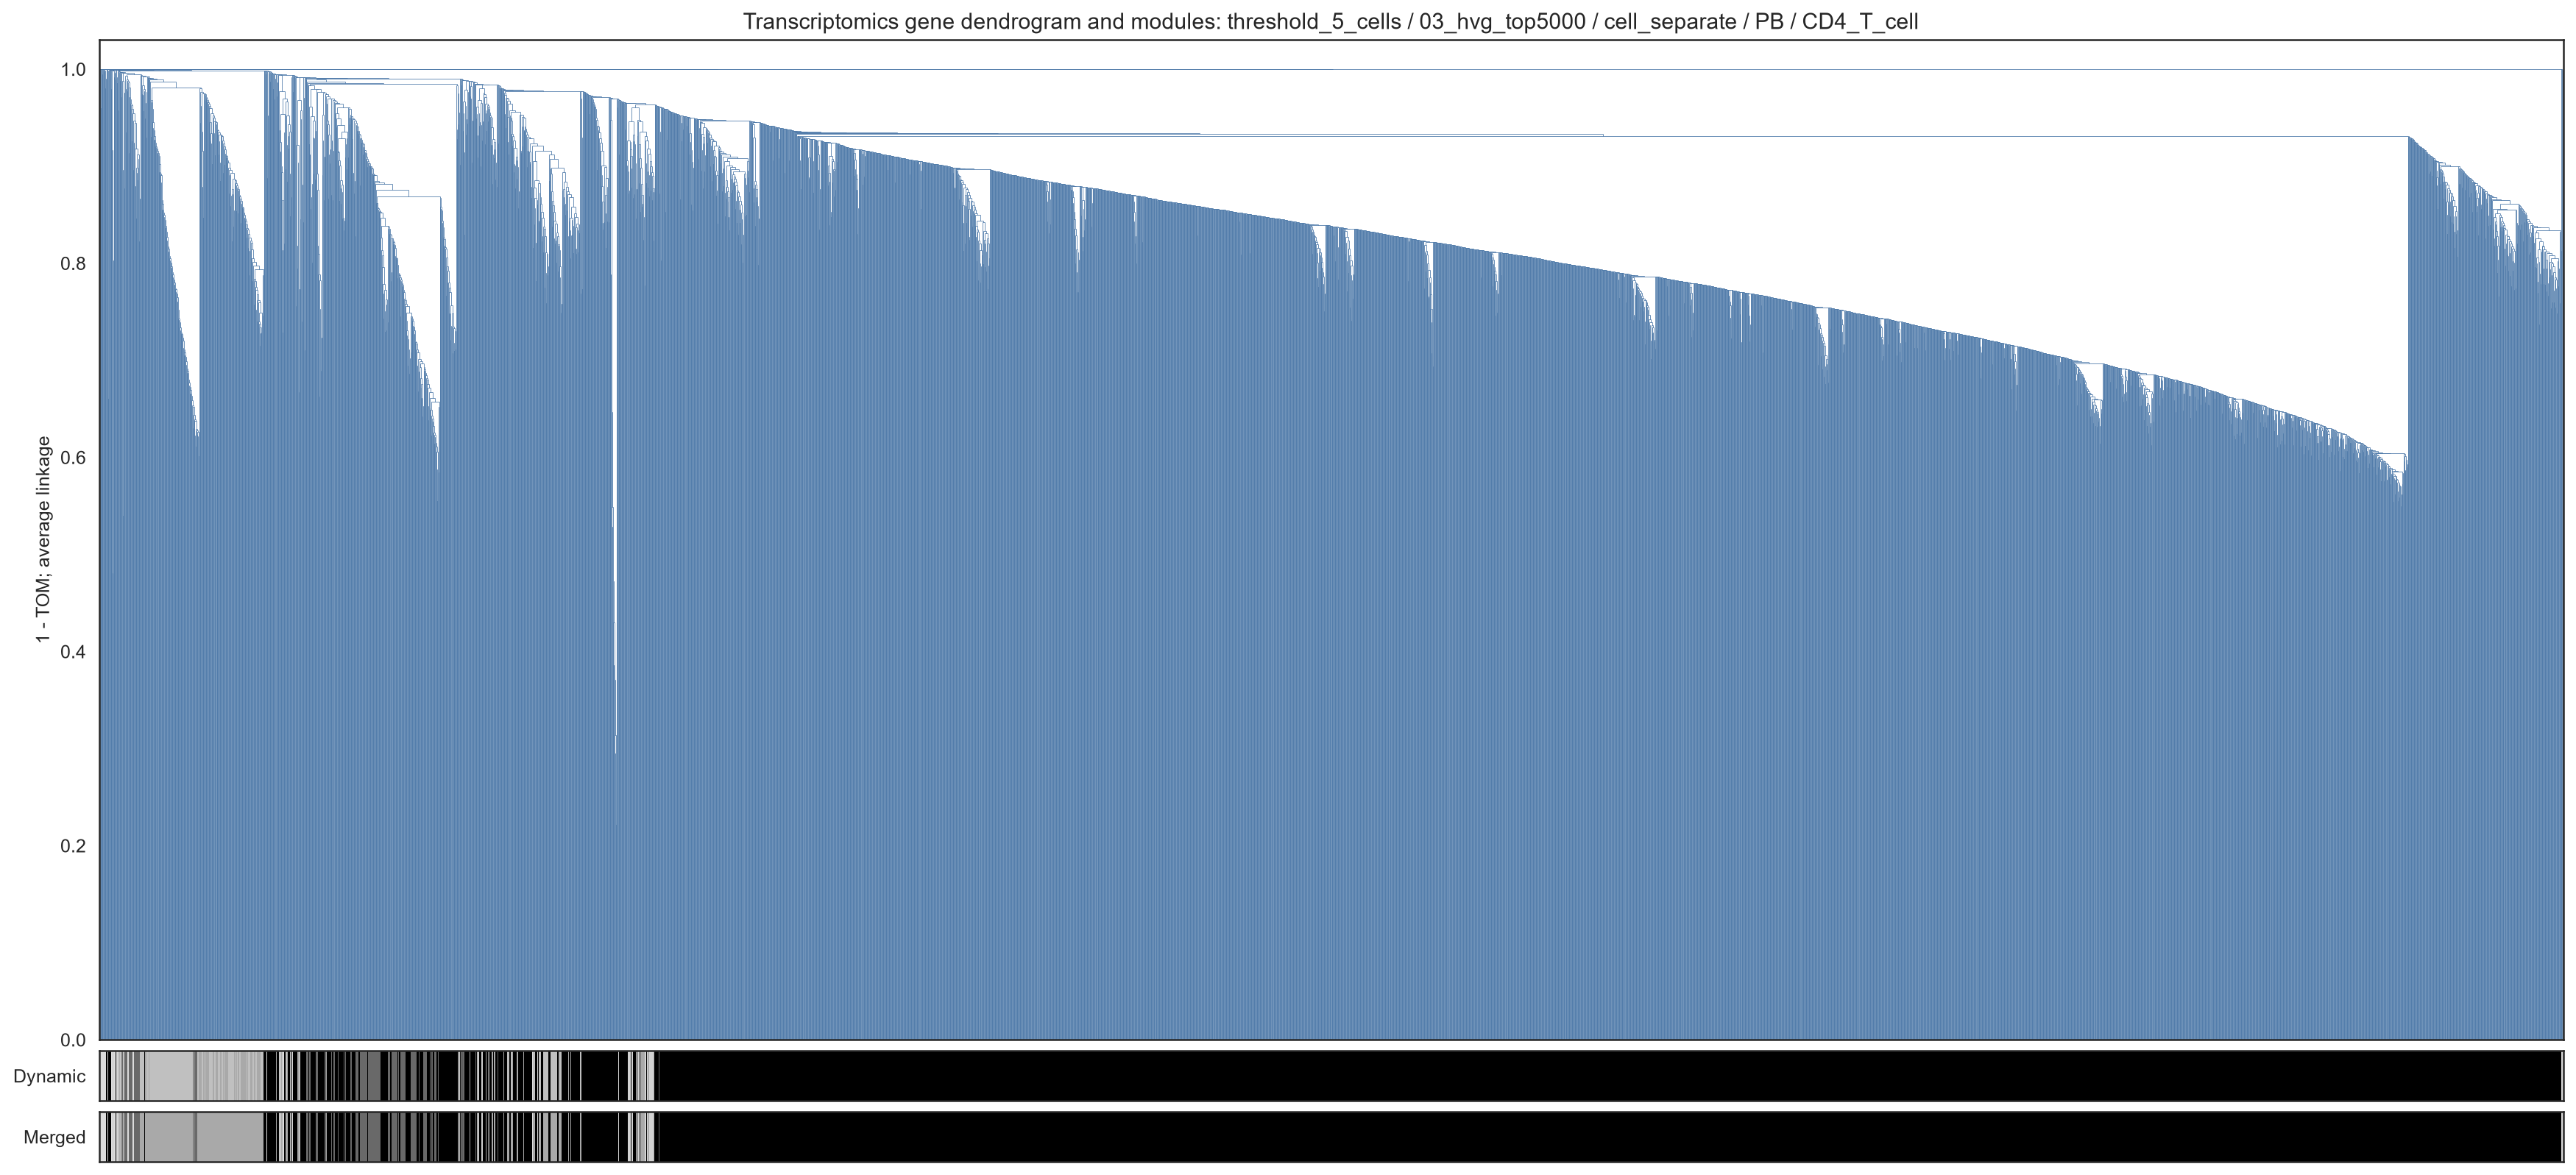 Transcriptomics gene dendrogram and modules: threshold_5_cells / 03_hvg_top5000 / cell_separate / PB / CD4_T_cell
1.0
0.8
0.6
0.4
0.2
0.0
1 - TOM; average linkage
Dynamic
Merged